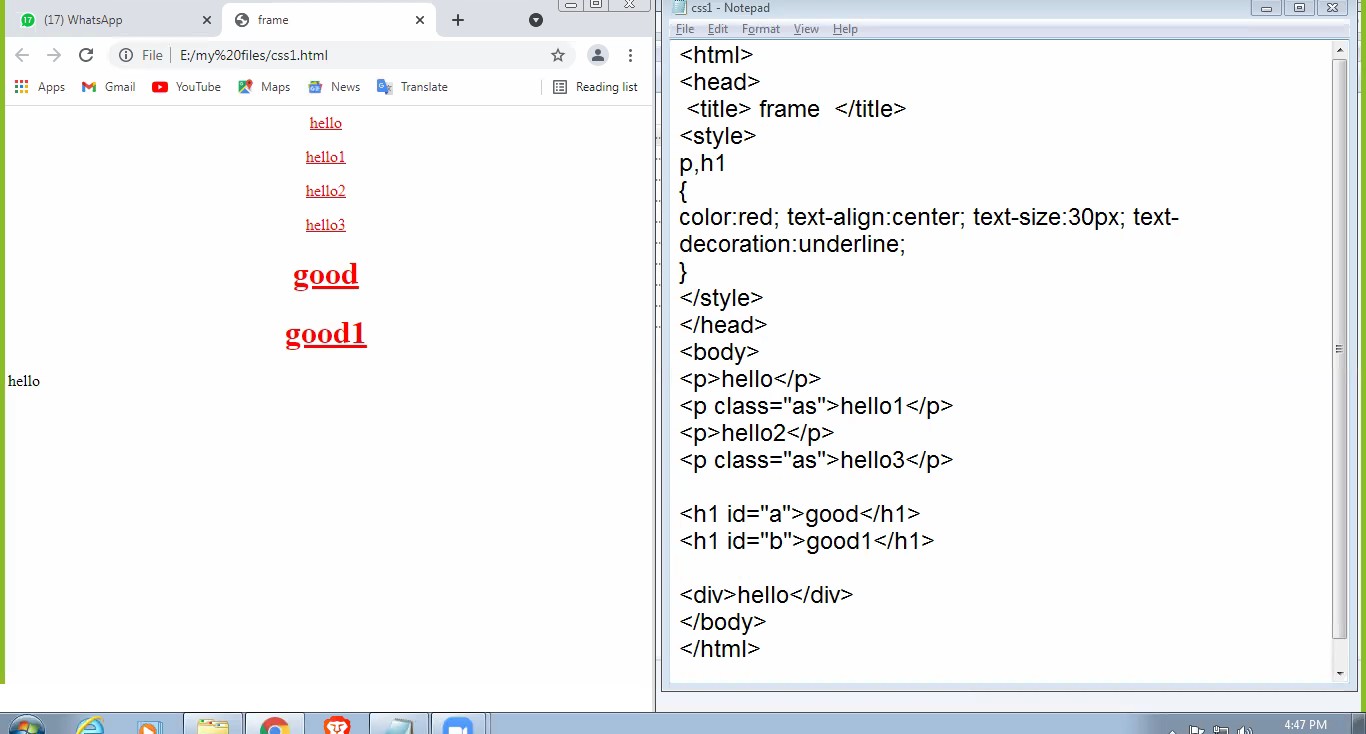 (17) WhatsApp
frame
File
E:/my%20files/css1.html
Apps
Gmail
YouTube
Maps
News
Translate
Reading list
hello
hello1
hello2
hello3
good
good1
hello
css1 - Notepad
File Edit Format View Help
<html>
<head>
<title> frame  </title>
<style>
p,h1
{
color:red; text-align:center; text-size:30px; text-
decoration:underline;
}
</style>
</head>
<body>
<p>hello</p>
<p class="as">hello1</p>
<p>hello2</p>
<p class="as">hello3</p>
<h1 id="a">good</h1>
<h1 id="b">good1</h1>
<div>hello</div>
</body>
</html>
4:47 PM